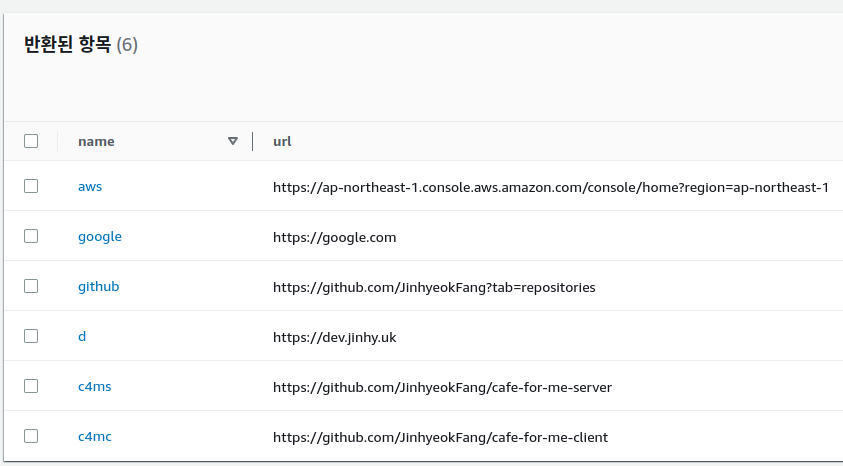 반환된 항목 (6)
name url
aws https://ap-northeast-1.console.aws.amazon.com/console/home?region=ap-northeast-1
google https://google.com
github https://github.com/JinhyeokFang?tab=repositories
d https://dev.jinhy.uk
c4ms https://github.com/JinhyeokFang/cafe-for-me-server
c4mc https://github.com/JinhyeokFang/cafe-for-me-client